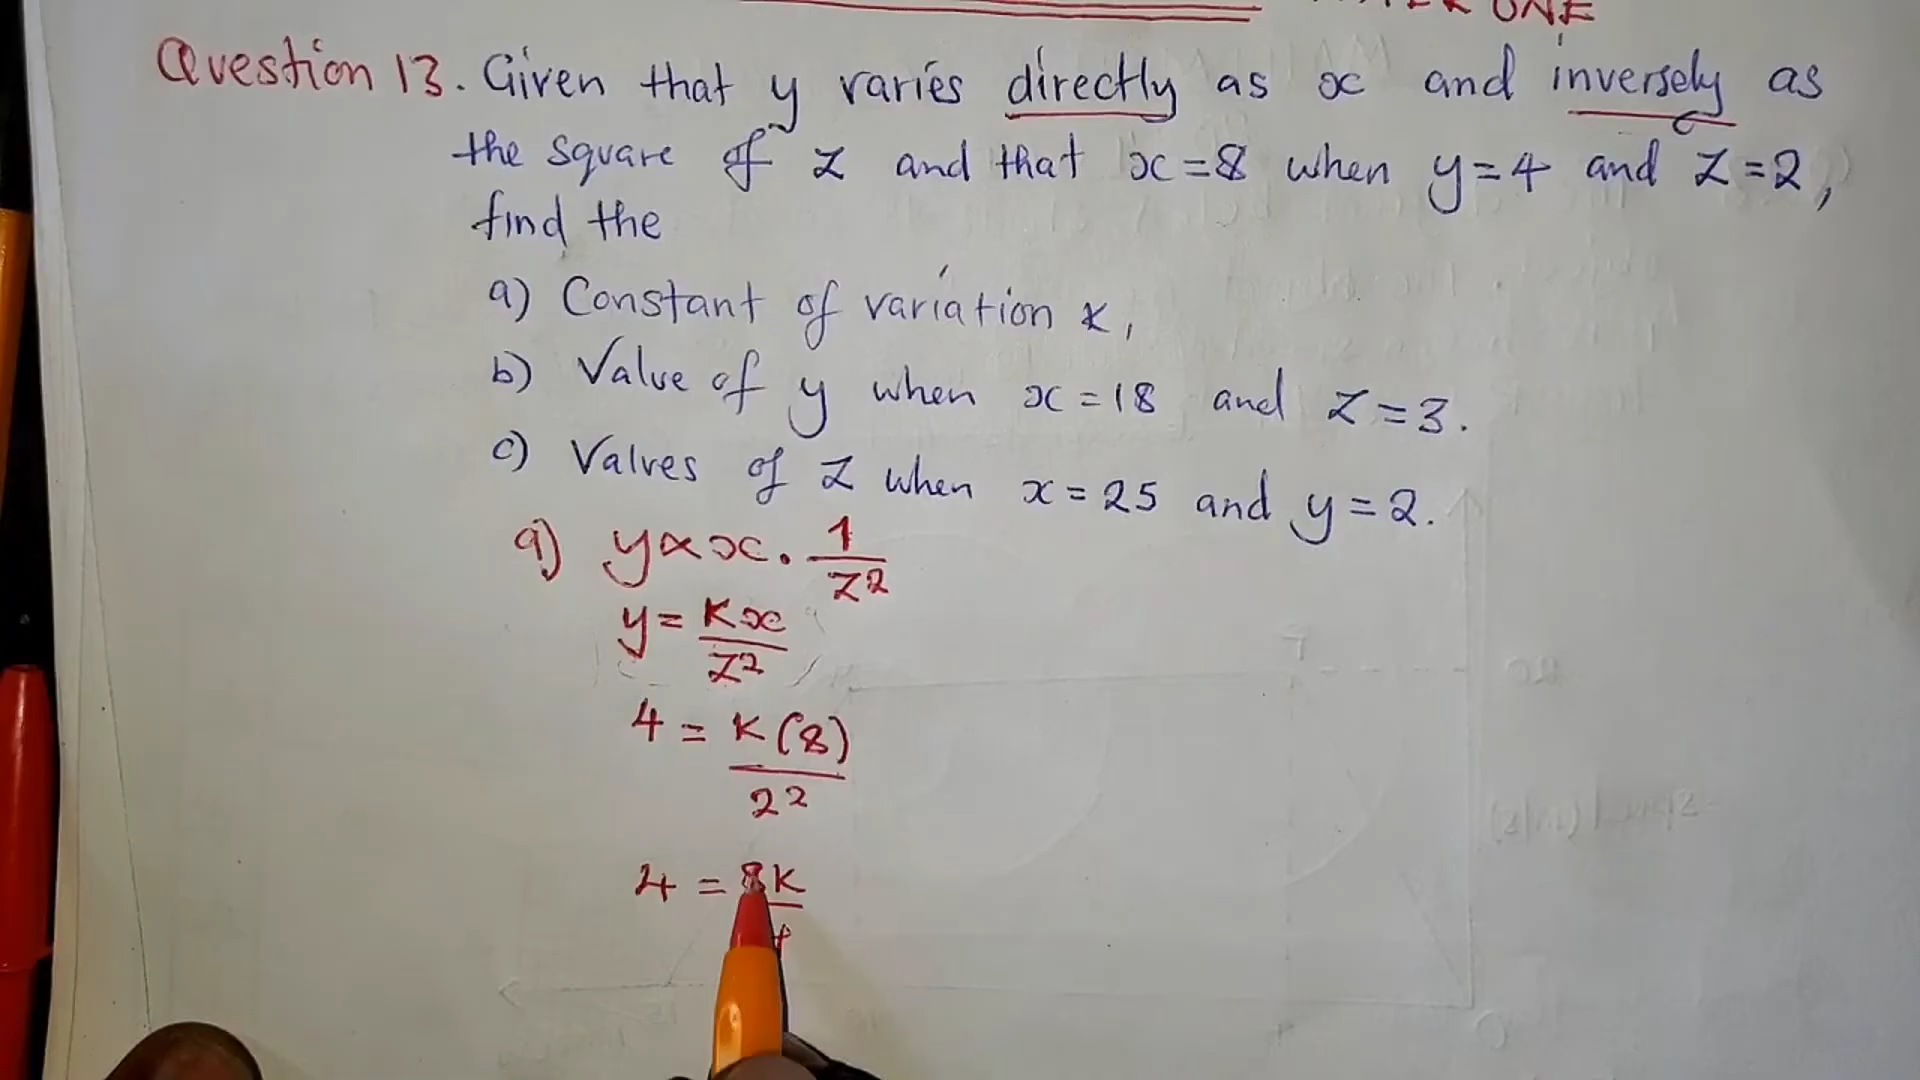 ONE
Question 13. Given that y varies directly as x and inversely as
the square of z and that x=8 when y=4 and z=2,
find the
a) Constant of variation k,
b) Value of y when x=18 and z=3.
c) Values of z when x=25 and y=2.
a) y∝x.1/z²
y=kx/z²
4=k(8)/2²
4=8k/4